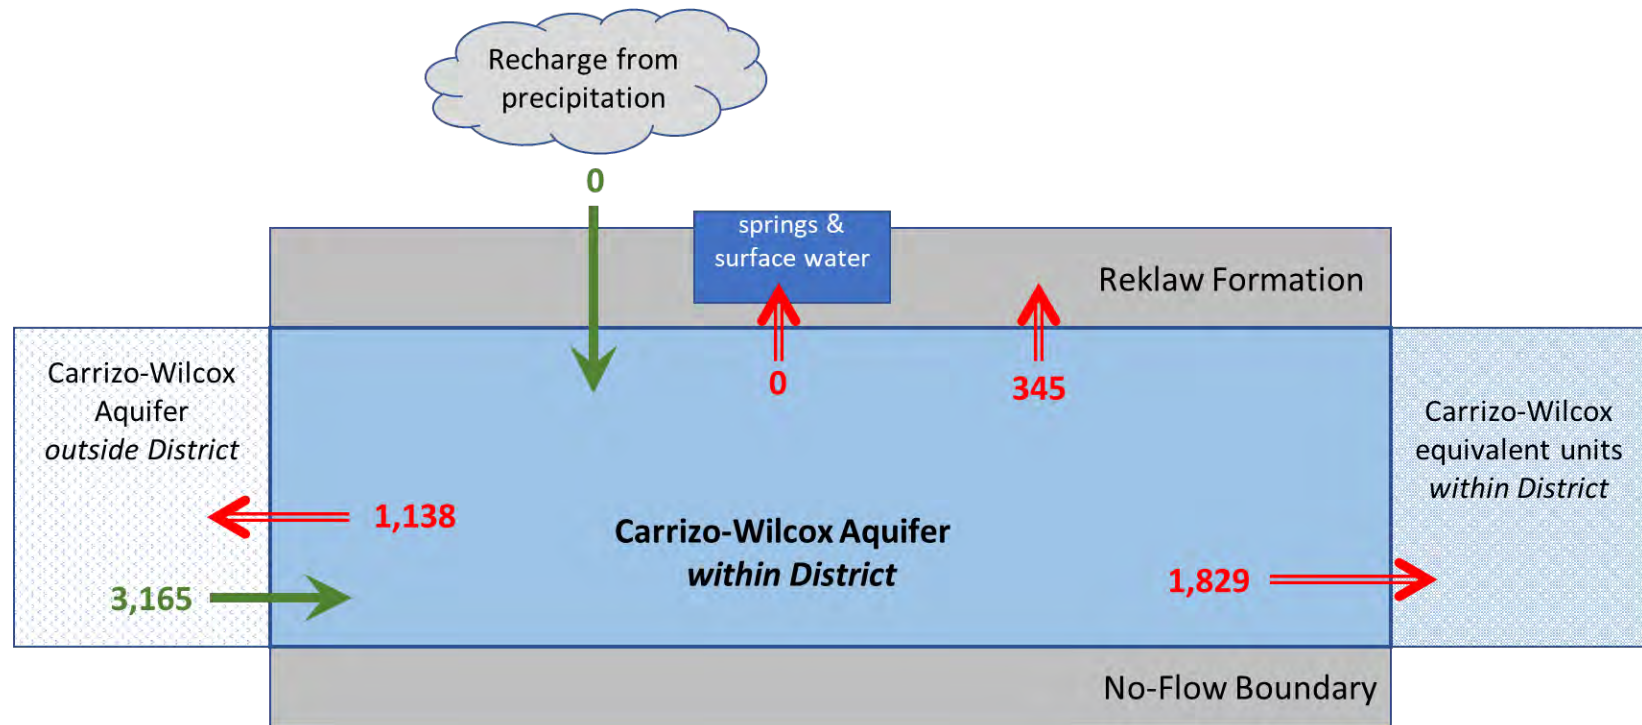 Recharge from
precipitation
0
springs &
surface water
Reklaw Formation
0
345
Carrizo-Wilcox
Aquifer
outside District
Carrizo-Wilcox
equivalent units
within District
1,138
Carrizo-Wilcox Aquifer
within District
3,165
1,829
No-Flow Boundary